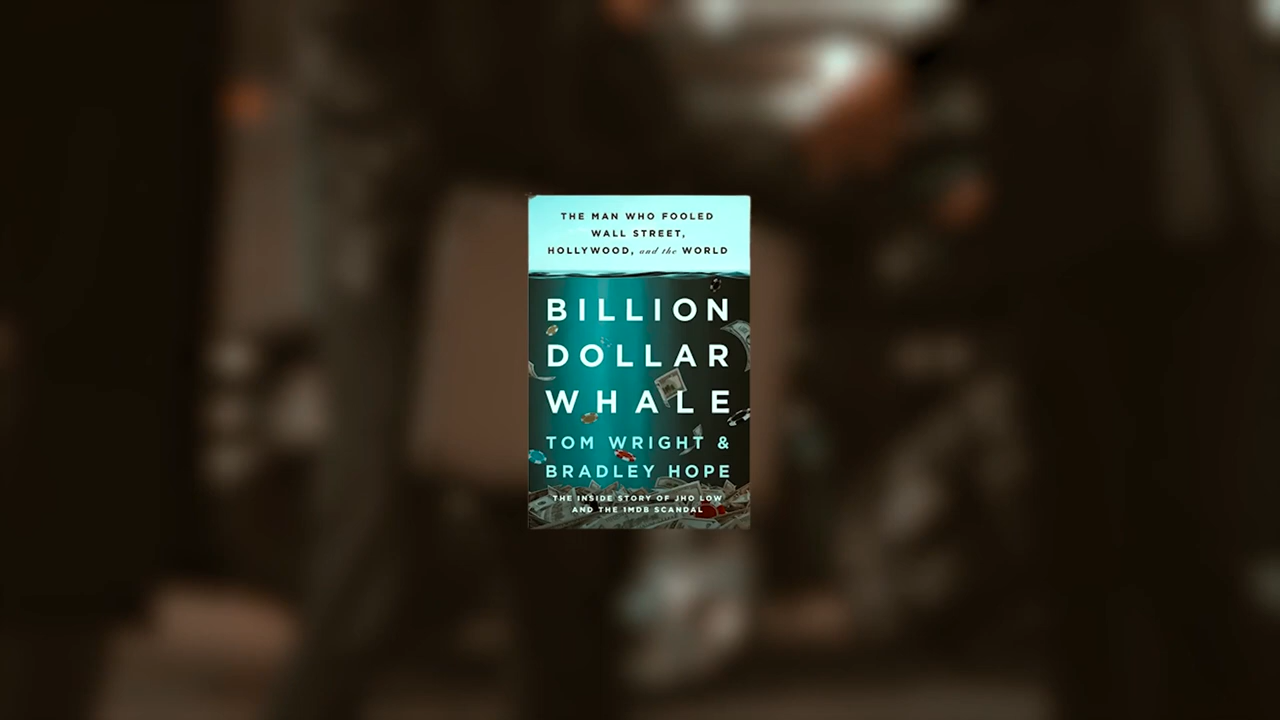 THE MAN WHO FOOLED
WALL STREET,
HOLLYWOOD, and the WORLD
BILLION
DOLLAR
WHALE
TOM WRIGHT &
BRADLEY HOPE
THE INSIDE STORY OF JHO LOW
AND THE 1MDB SCANDAL